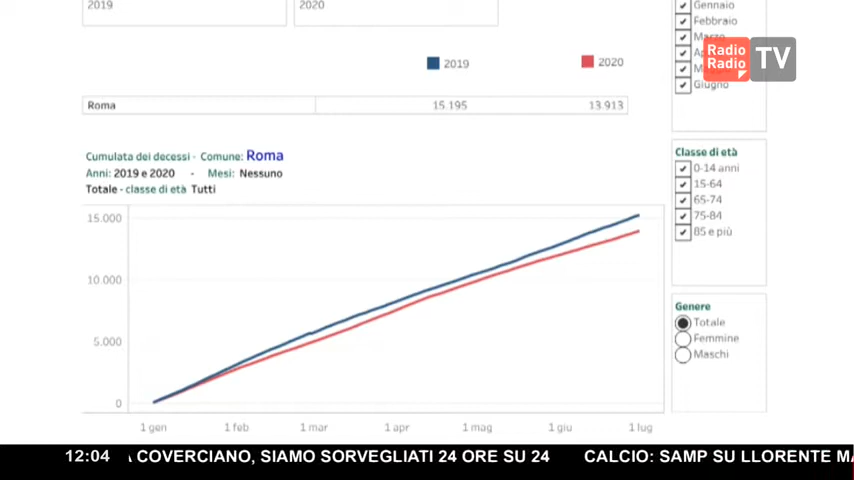 2019 2020
Gennaio
Febbraio
Marzo
Giugno
Radio
Radio
TV
2019 2020
Roma 15.195 13.913
Cumulata dei decessi - Comune: Roma
Anni: 2019 e 2020 - Mesi: Nessuno
Totale - classe di età Tutti
Classe di età
0-14 anni
15-64
65-74
75-84
85 e più
15.000
10.000
5.000
0
1 gen 1 feb 1 mar 1 apr 1 mag 1 giu 1 lug
Genere
Totale
Femmine
Maschi
12:04 A COVERCIANO, SIAMO SORVEGLIATI 24 ORE SU 24 CALCIO: SAMP SU LLORENTE MA